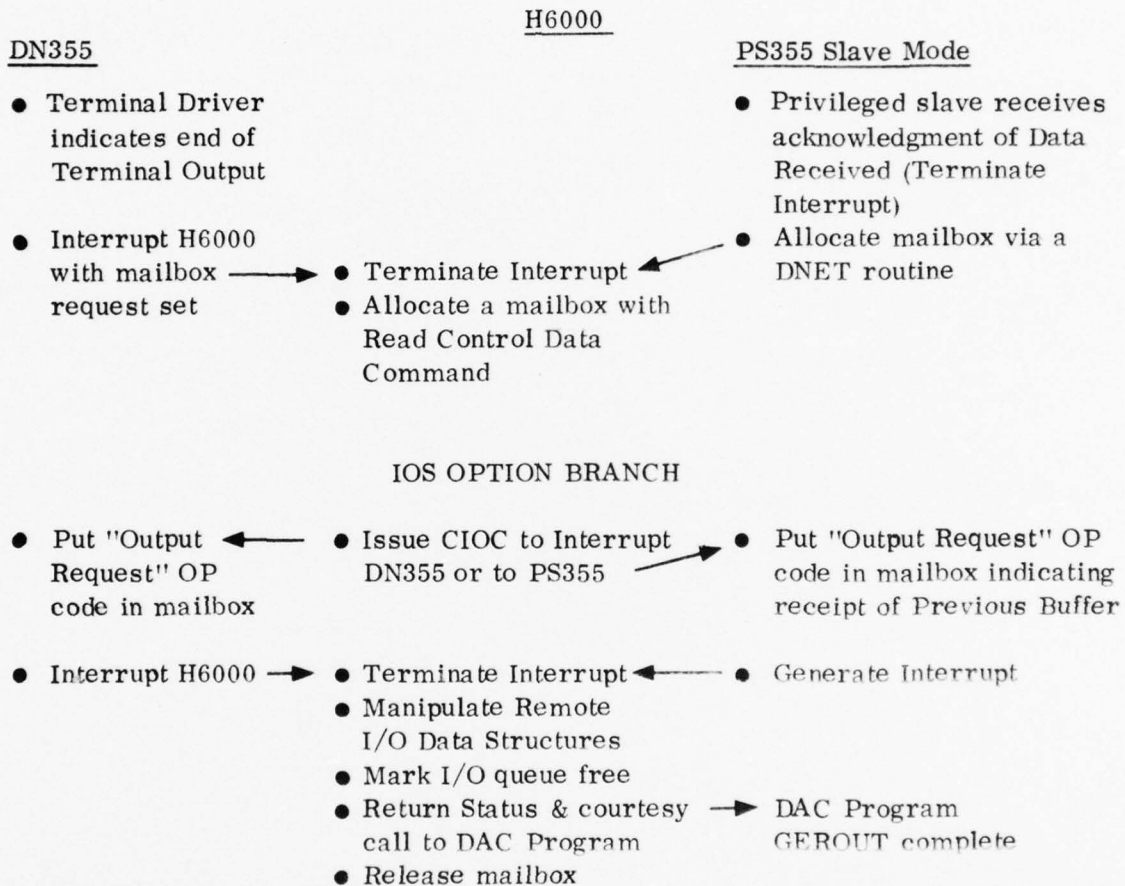 H6000
DN355
PS355 Slave Mode
● Terminal Driver
indicates end of
Terminal Output
● Interrupt H6000
with mailbox
request set
● Privileged slave receives
acknowledgment of Data
Received (Terminate
Interrupt)
● Allocate mailbox via a
DNET routine
● Terminate Interrupt
● Allocate a mailbox with
Read Control Data
Command
IOS OPTION BRANCH
● Put "Output
Request" OP
code in mailbox
● Issue CIOC to Interrupt
DN355 or to PS355
● Put "Output Request" OP
code in mailbox indicating
receipt of Previous Buffer
● Interrupt H6000
● Terminate Interrupt
● Generate Interrupt
● Manipulate Remote
I/O Data Structures
● Mark I/O queue free
● Return Status & courtesy
call to DAC Program
DAC Program
GEROUT complete
● Release mailbox